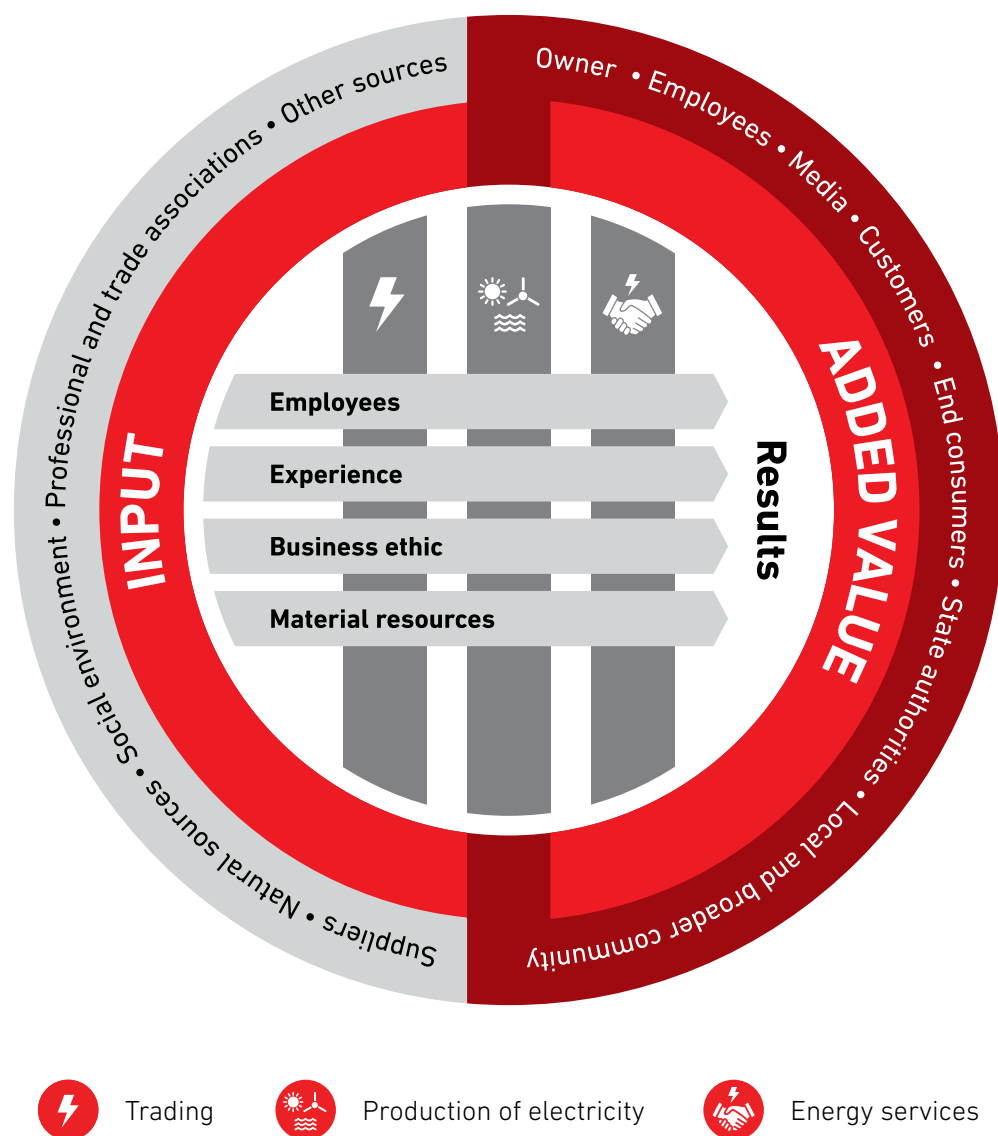 Suppliers • Natural sources • Social environment • Professional and trade associations • Other sources
Owner • Employees • Media • Customers • End consumers • State authorities • Local and broader community
INPUT
Employees
Experience
Business ethic
Material resources
Results
ADDED VALUE
Trading
Production of electricity
Energy services